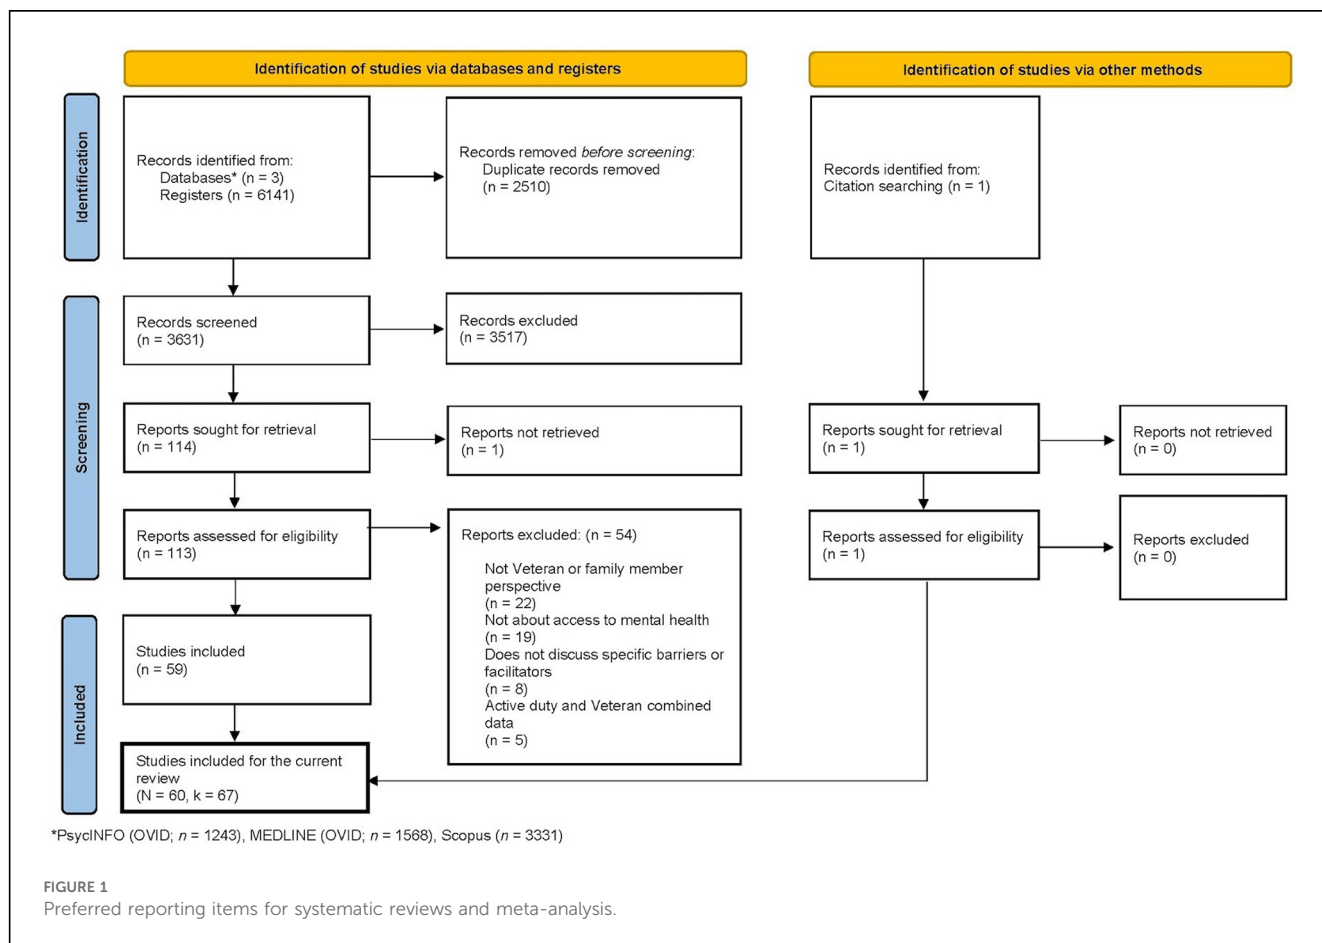 Identification of studies via databases and registers
Identification of studies via other methods
Identification
Records identified from:
Databases* (n = 3)
Registers (n = 6141)
Records removed before screening:
Duplicate records removed
(n = 2510)
Records identified from:
Citation searching (n = 1)
Screening
Records screened
(n = 3631)
Records excluded
(n = 3517)
Reports sought for retrieval
(n = 114)
Reports not retrieved
(n = 1)
Reports sought for retrieval
(n = 1)
Reports not retrieved
(n = 0)
Reports assessed for eligibility
(n = 113)
Reports excluded: (n = 54)
Not Veteran or family member
perspective
(n = 22)
Not about access to mental health
(n = 19)
Does not discuss specific barriers or
facilitators
(n = 8)
Active duty and Veteran combined
data
(n = 5)
Reports assessed for eligibility
(n = 1)
Reports excluded
(n = 0)
Included
Studies included
(n = 59)
Studies included for the current
review
(N = 60, k = 67)
*PsycINFO (OVID; n = 1243), MEDLINE (OVID; n = 1568), Scopus (n = 3331)
FIGURE 1
Preferred reporting items for systematic reviews and meta-analysis.